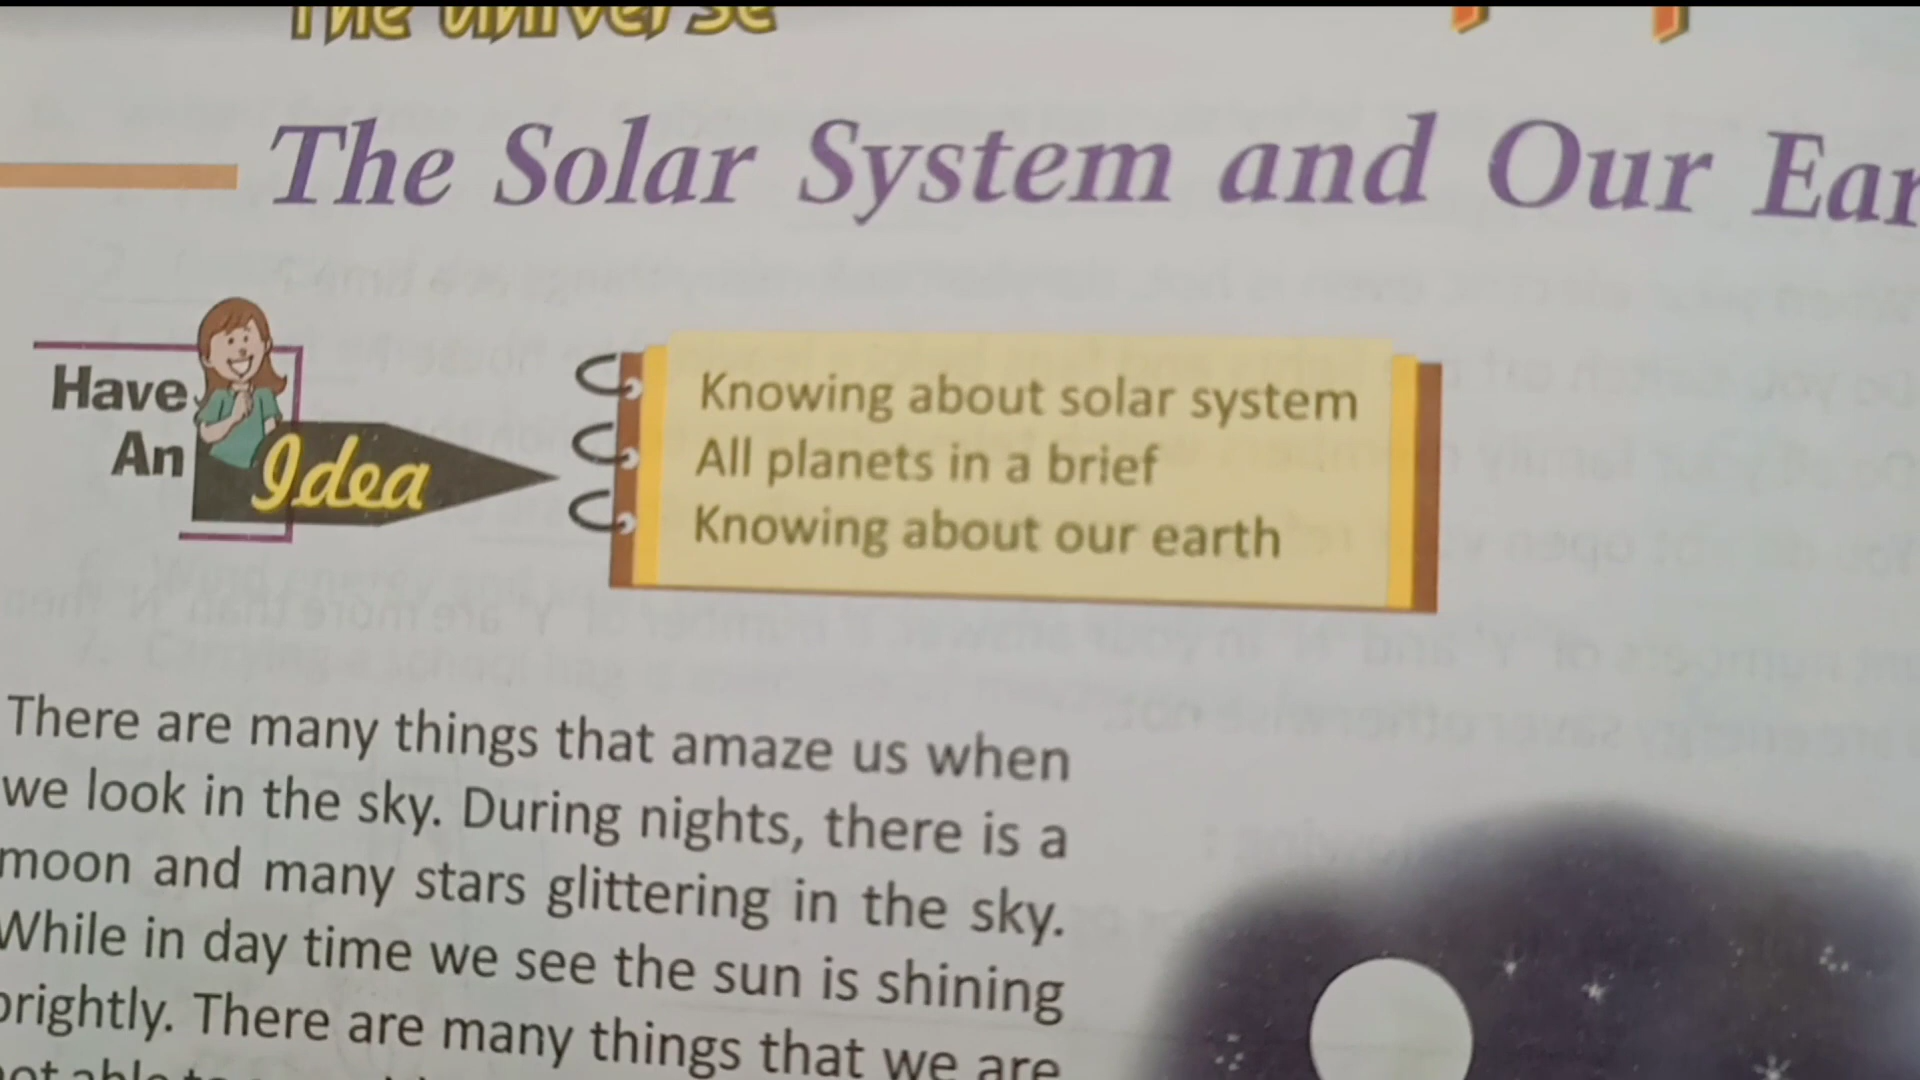 The Universe
The Solar System and Our Ear
Have
An
Idea
Knowing about solar system
All planets in a brief
Knowing about our earth
There are many things that amaze us when
we look in the sky. During nights, there is a
moon and many stars glittering in the sky.
While in day time we see the sun is shining
brightly. There are many things that we are